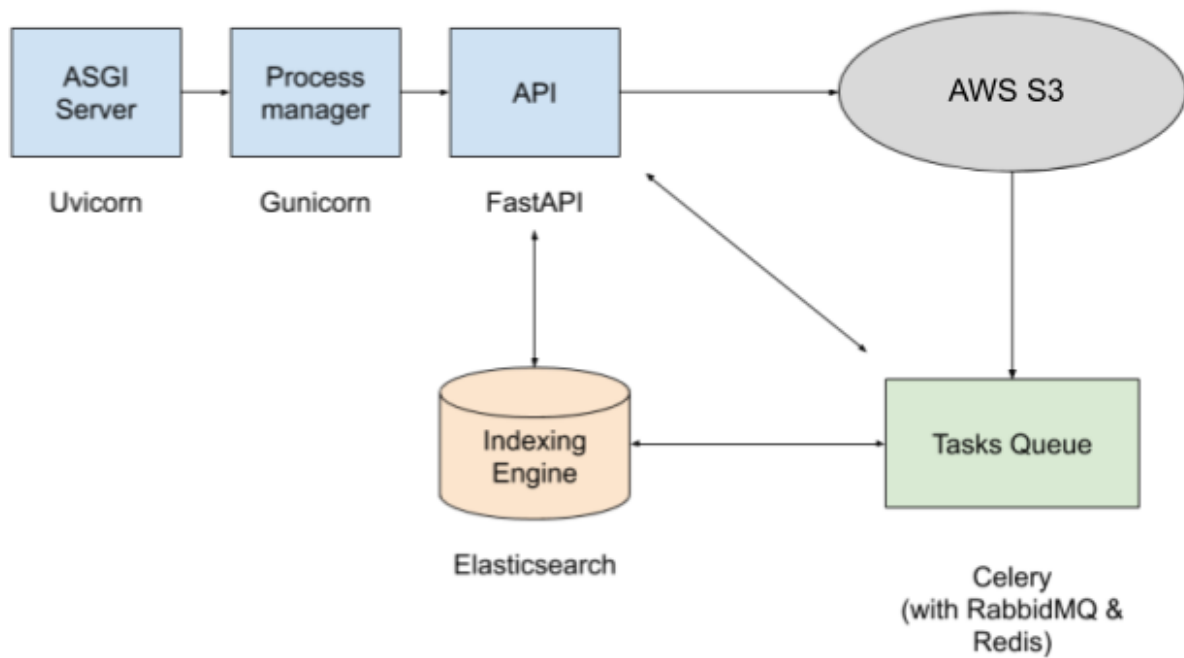 ASGI
Server
Process
manager
API
AWS S3
Uvicorn
Gunicorn
FastAPI
Indexing
Engine
Tasks Queue
Elasticsearch
Celery
(with RabbidMQ &
Redis)